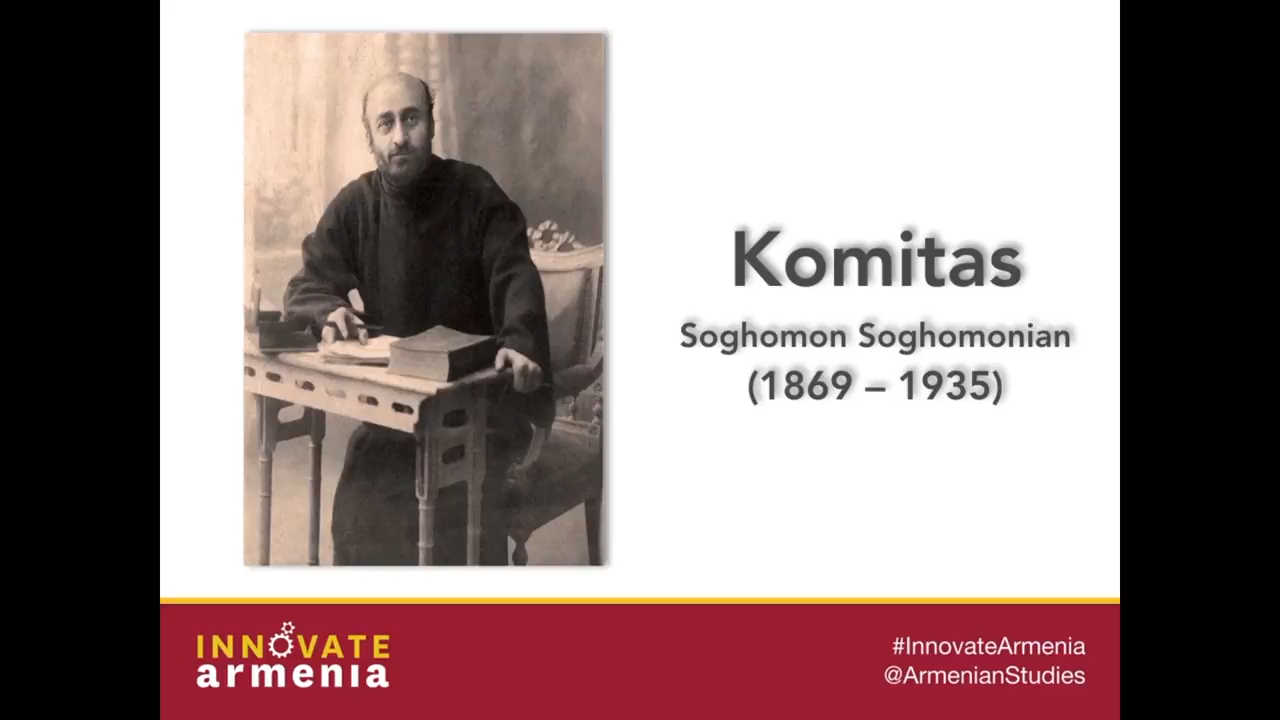 Komitas
Soghomon Soghomonian
(1869 – 1935)
INNOVATE
armenia
#InnovateArmenia
@ArmenianStudies